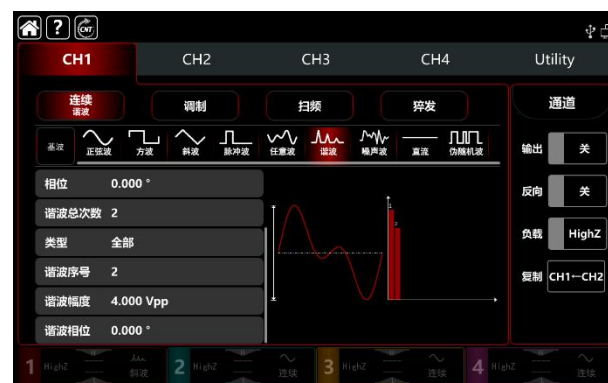 ? CNT
CH1 CH2 CH3 CH4 Utility
连续 调制 扫频 猝发 通道
谐波
基波 正弦波 方波 斜波 脉冲波 任意波 谐波 噪声波 直流 伪随机波
输出 关
相位 0.000 °
反向 关
谐波总次数 2
类型 全部
负载 HighZ
谐波序号 2
复制 CH1←CH2
谐波幅度 4.000 Vpp
谐波相位 0.000 °
1
2
1 HighZ 斜波 2 HighZ 连续 3 HighZ 连续 4 HighZ 连续